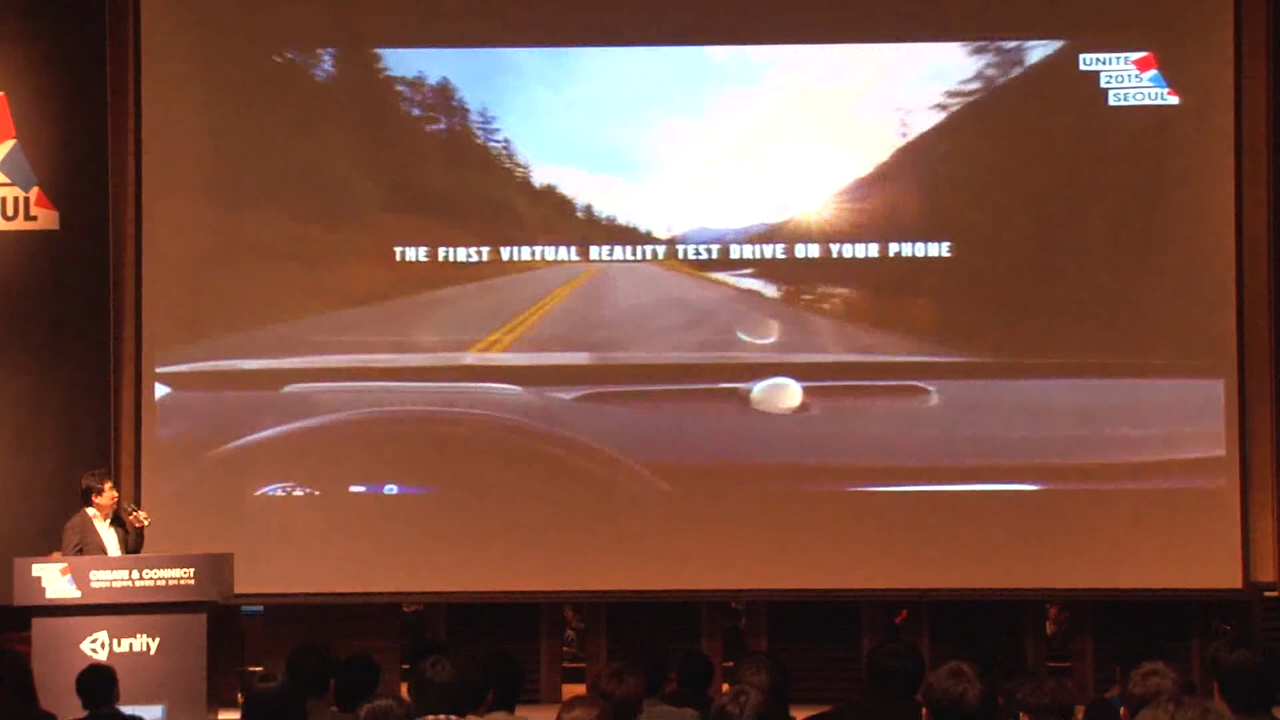 UNITE
2015
SEOUL
UL
THE FIRST VIRTUAL REALITY TEST DRIVE ON YOUR PHONE
CREATE & CONNECT
unity